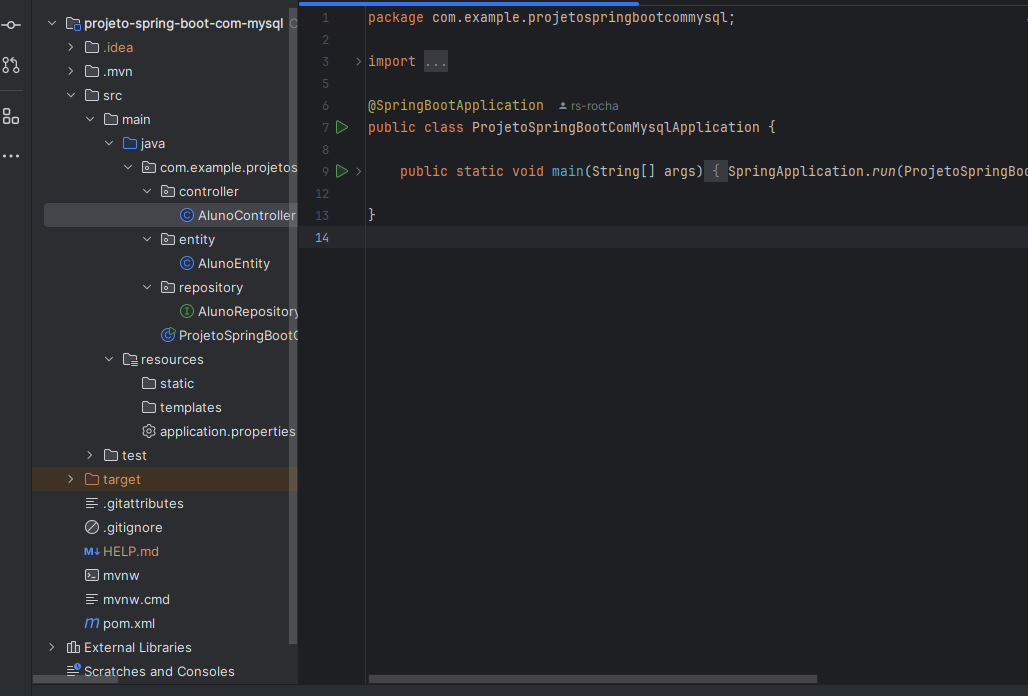 projeto-spring-boot-com-mysql
.idea
.mvn
src
main
java
com.example.projetos
controller
AlunoController
entity
AlunoEntity
repository
AlunoRepository
ProjetoSpringBootC
resources
static
templates
application.properties
test
target
.gitattributes
.gitignore
M↓ HELP.md
mvnw
mvnw.cmd
m pom.xml
External Libraries
Scratches and Consoles
1 package com.example.projetospringbootcommysql;
2
3 import ...
5
6 @SpringBootApplication rs-rocha
7 public class ProjetoSpringBootComMysqlApplication {
8
9 public static void main(String[] args) { SpringApplication.run(ProjetoSpringBo
12
13 }
14